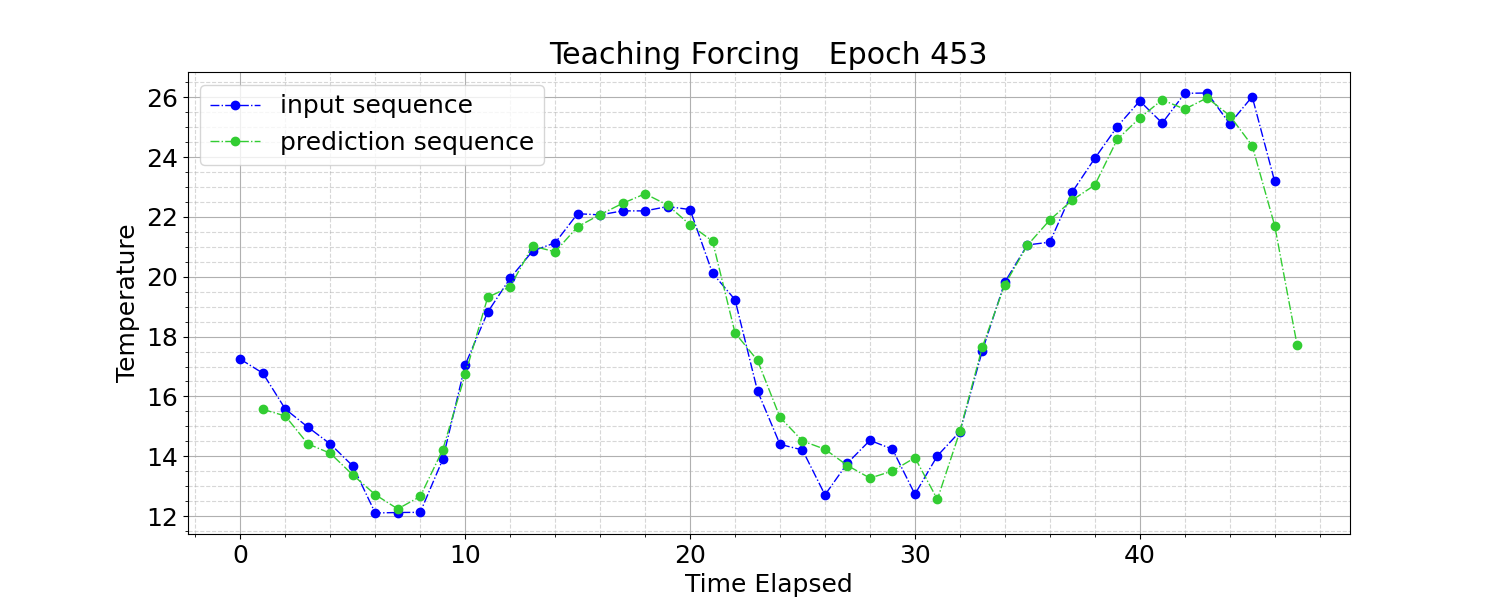 Teaching Forcing   Epoch 453
input sequence
prediction sequence
Temperature
26
24
22
20
18
16
14
12
0 10 20 30 40
Time Elapsed